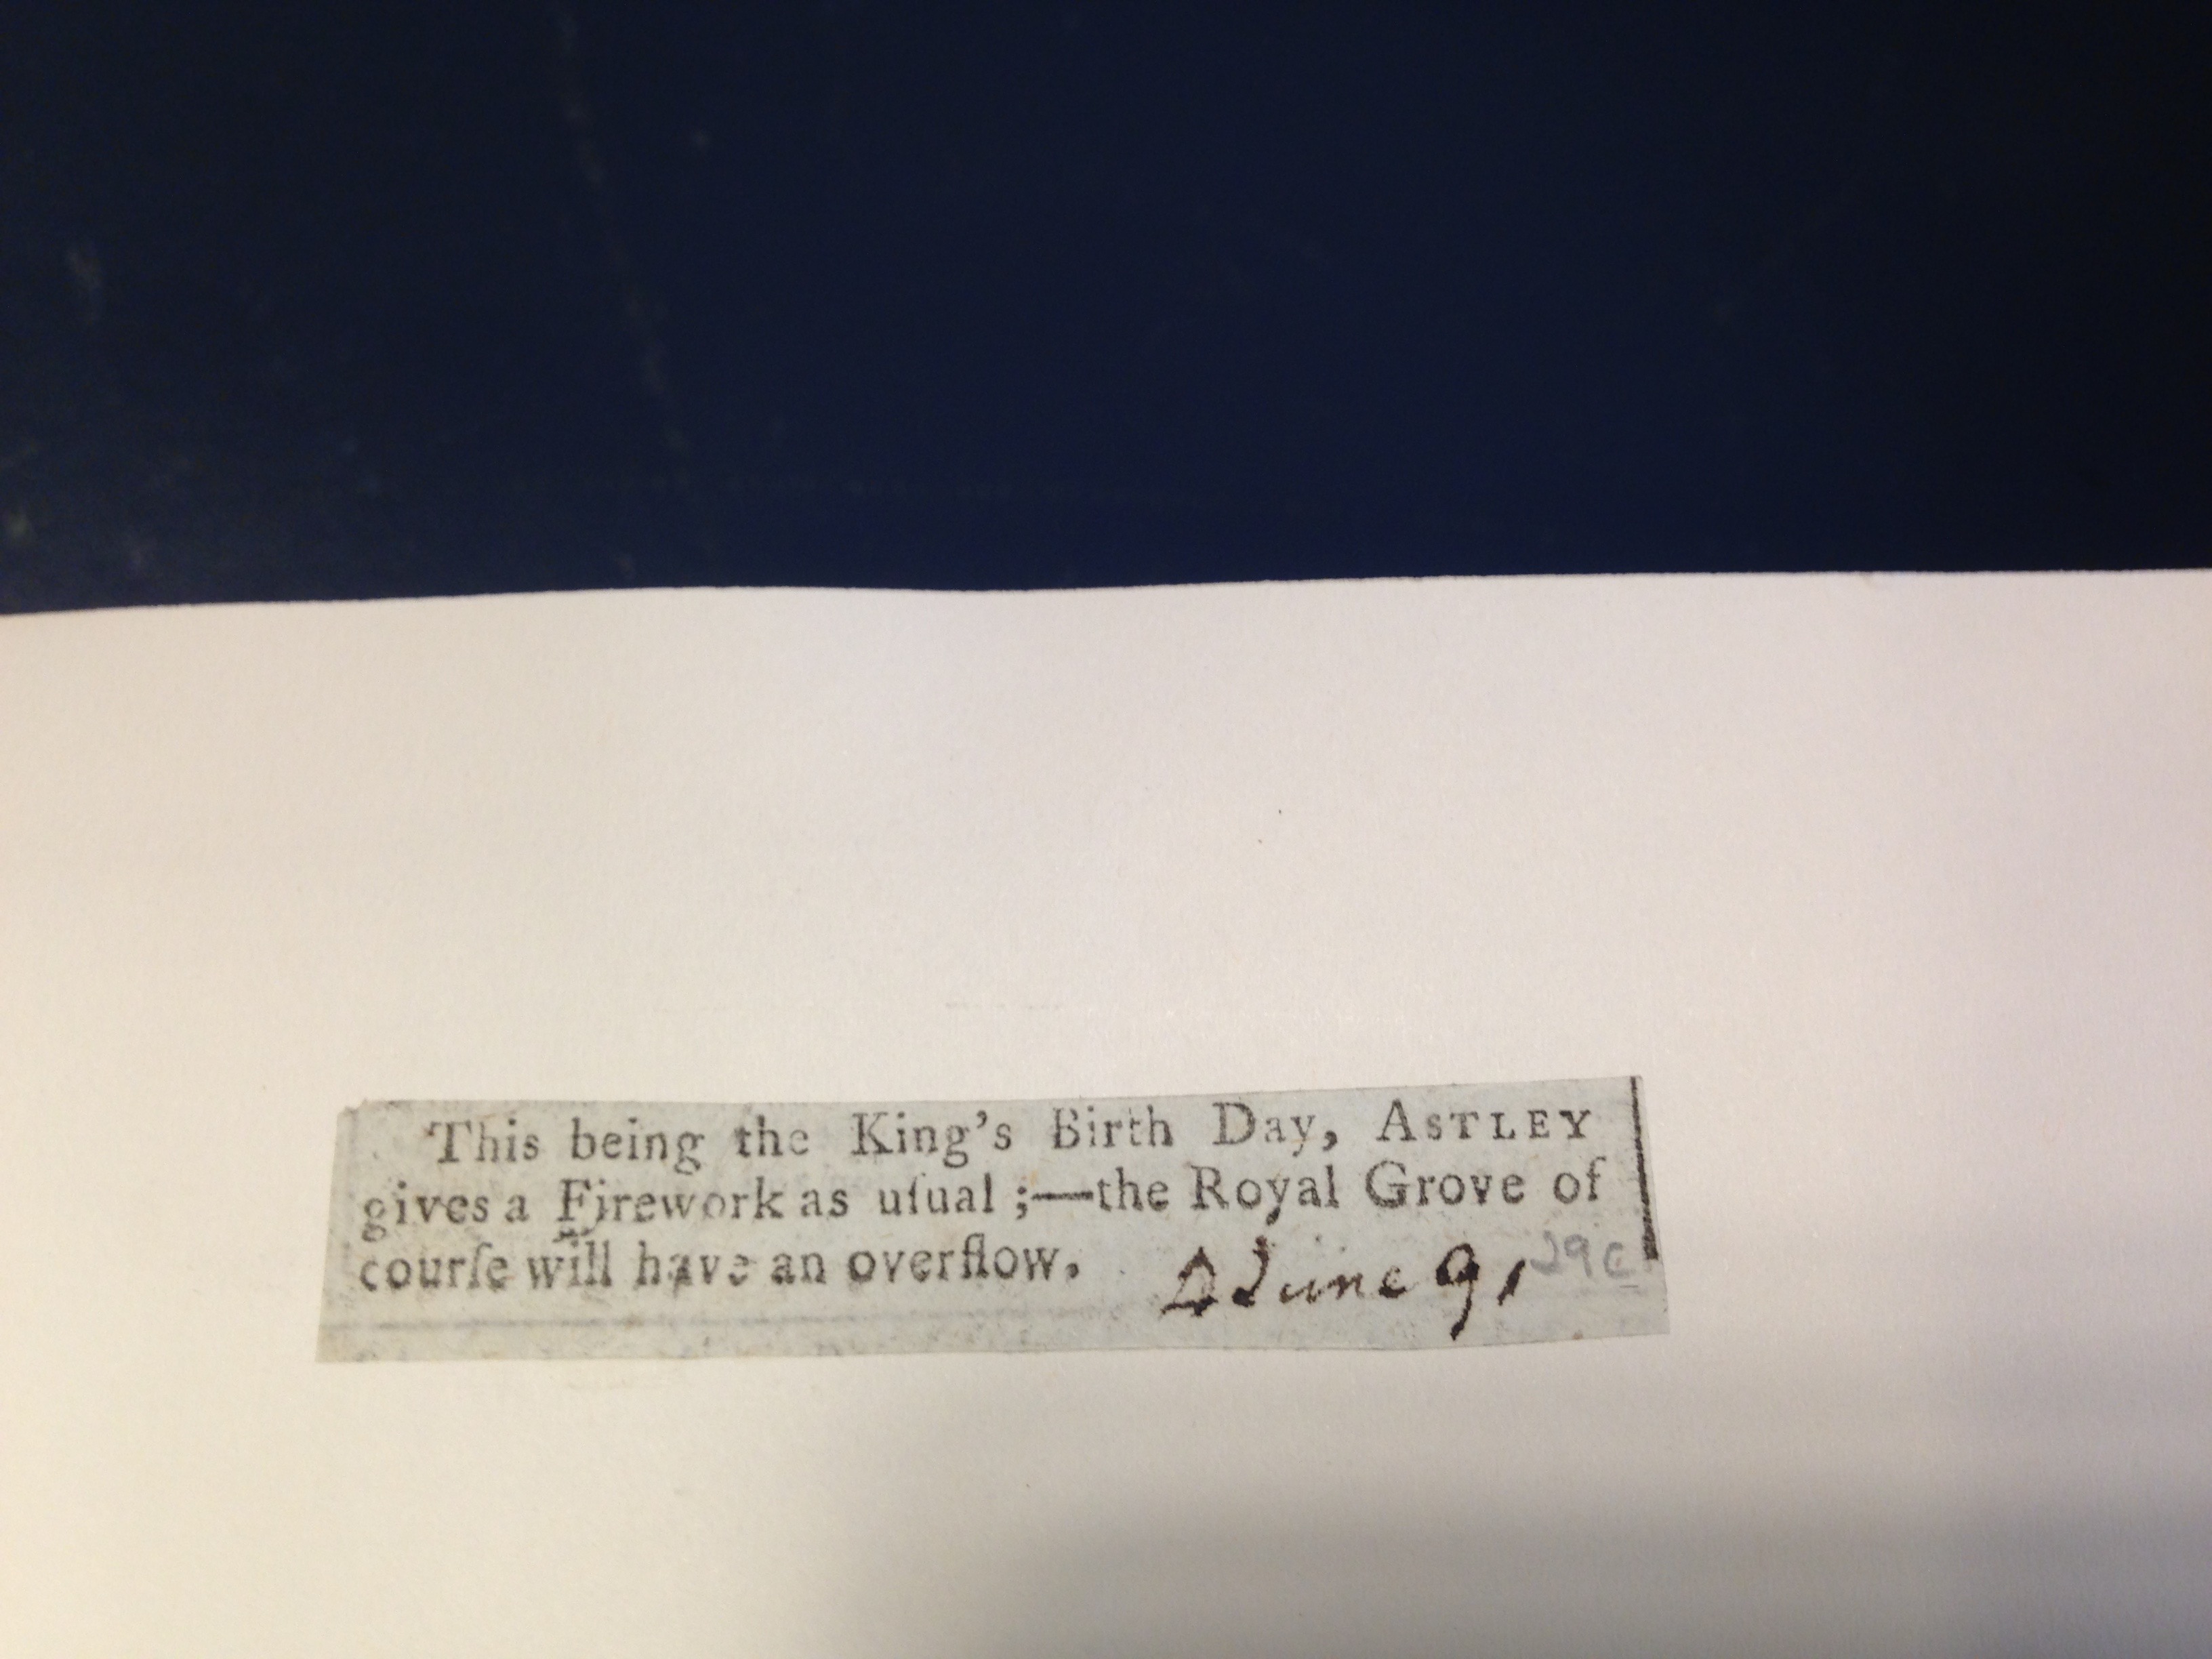 This being the King's Birth Day, ASTLEY
gives a Firework as uſual ;—the Royal Grove of
courſe will have an overflow.
June 91
29c